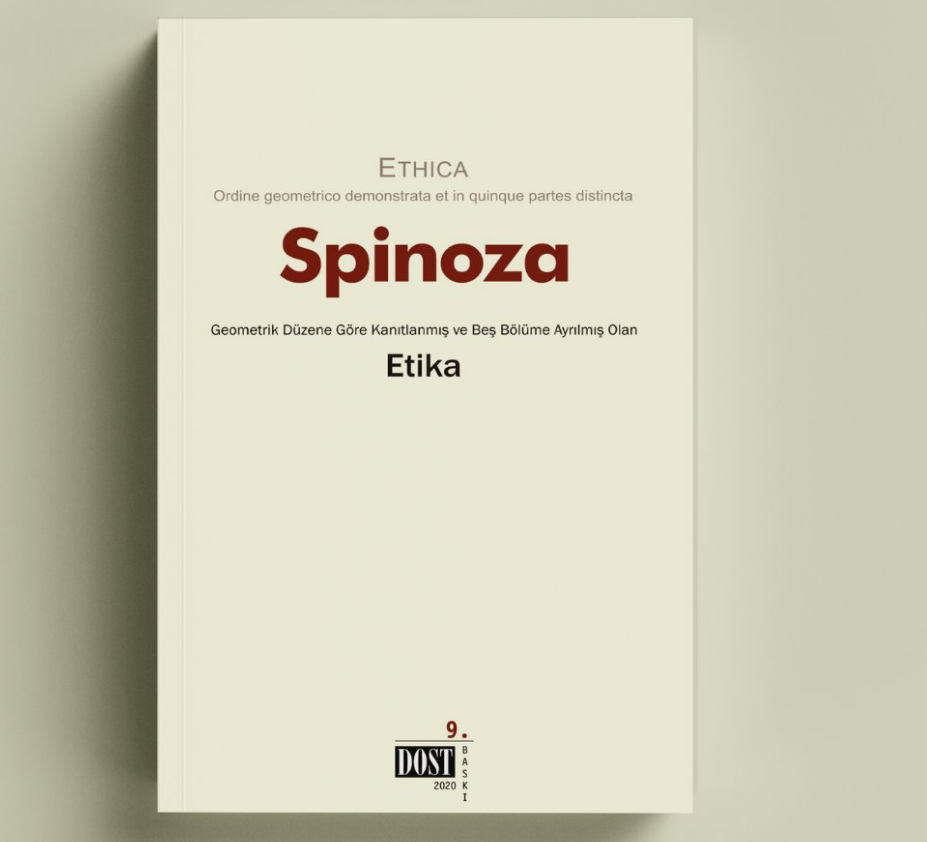 ETHICA
Ordine geometrico demonstrata et in quinque partes distincta
Spinoza
Geometrik Düzene Göre Kanıtlanmış ve Beş Bölüme Ayrılmış Olan
Etika
9.
BASKI
DOST
2020